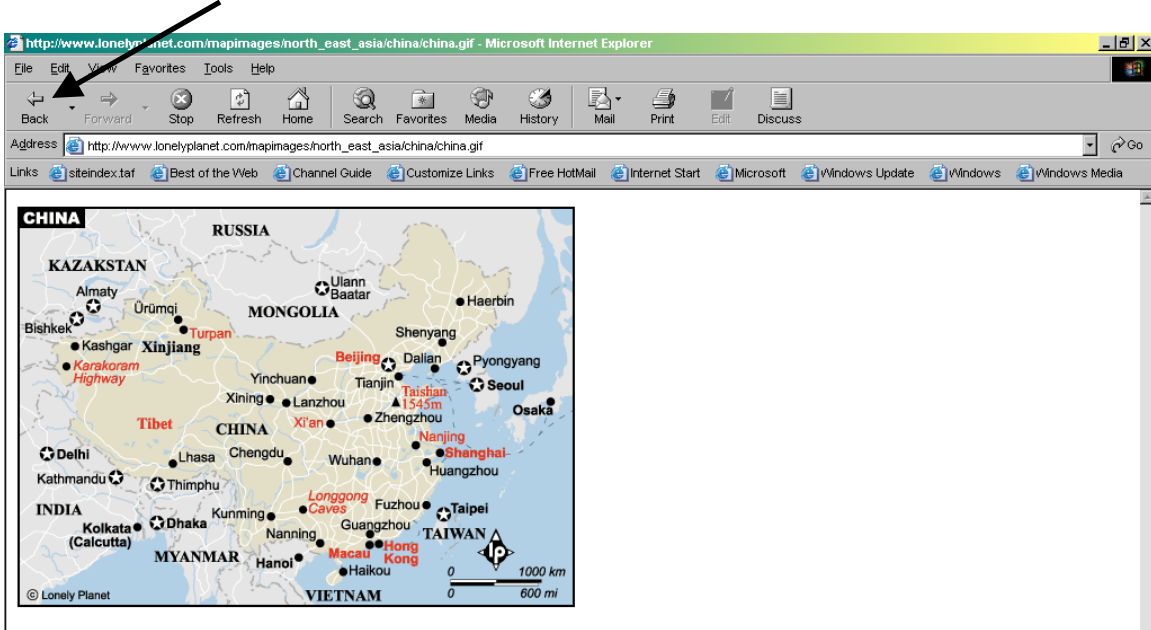 http://www.lonelyplanet.com/mapimages/north_east_asia/china/china.gif - Microsoft Internet Explorer
File Edit View Favorites Tools Help
Back Forward Stop Refresh Home Search Favorites Media History Mail Print Edit Discuss
Address http://www.lonelyplanet.com/mapimages/north_east_asia/china/china.gif Go
Links siteindex.taf Best of the Web Channel Guide Customize Links Free HotMail Internet Start Microsoft Windows Update Windows Windows Media
CHINA
RUSSIA
KAZAKSTAN
Almaty
Ulann
Baatar
Haerbin
Ürümqi
MONGOLIA
Bishkek
Turpan
Shenyang
Kashgar
Xinjiang
Beijing
Dalian
Pyongyang
Karakoram
Highway
Yinchuan
Tianjin
Seoul
Taishan
1545m
Xining
Lanzhou
Osaka
Tibet
CHINA
Xi'an
Zhengzhou
Nanjing
Delhi
Lhasa
Chengdu
Wuhan
Shanghai
Huangzhou
Kathmandu
Thimphu
Longgong
Caves
Fuzhou
Taipei
INDIA
Kolkata
(Calcutta)
Dhaka
Kunming
Guangzhou
TAIWAN
Nanning
MYANMAR
Hanoi
Macau
Hong
Kong
lp
Haikou
0 1000 km
0 600 mi
© Lonely Planet
VIETNAM